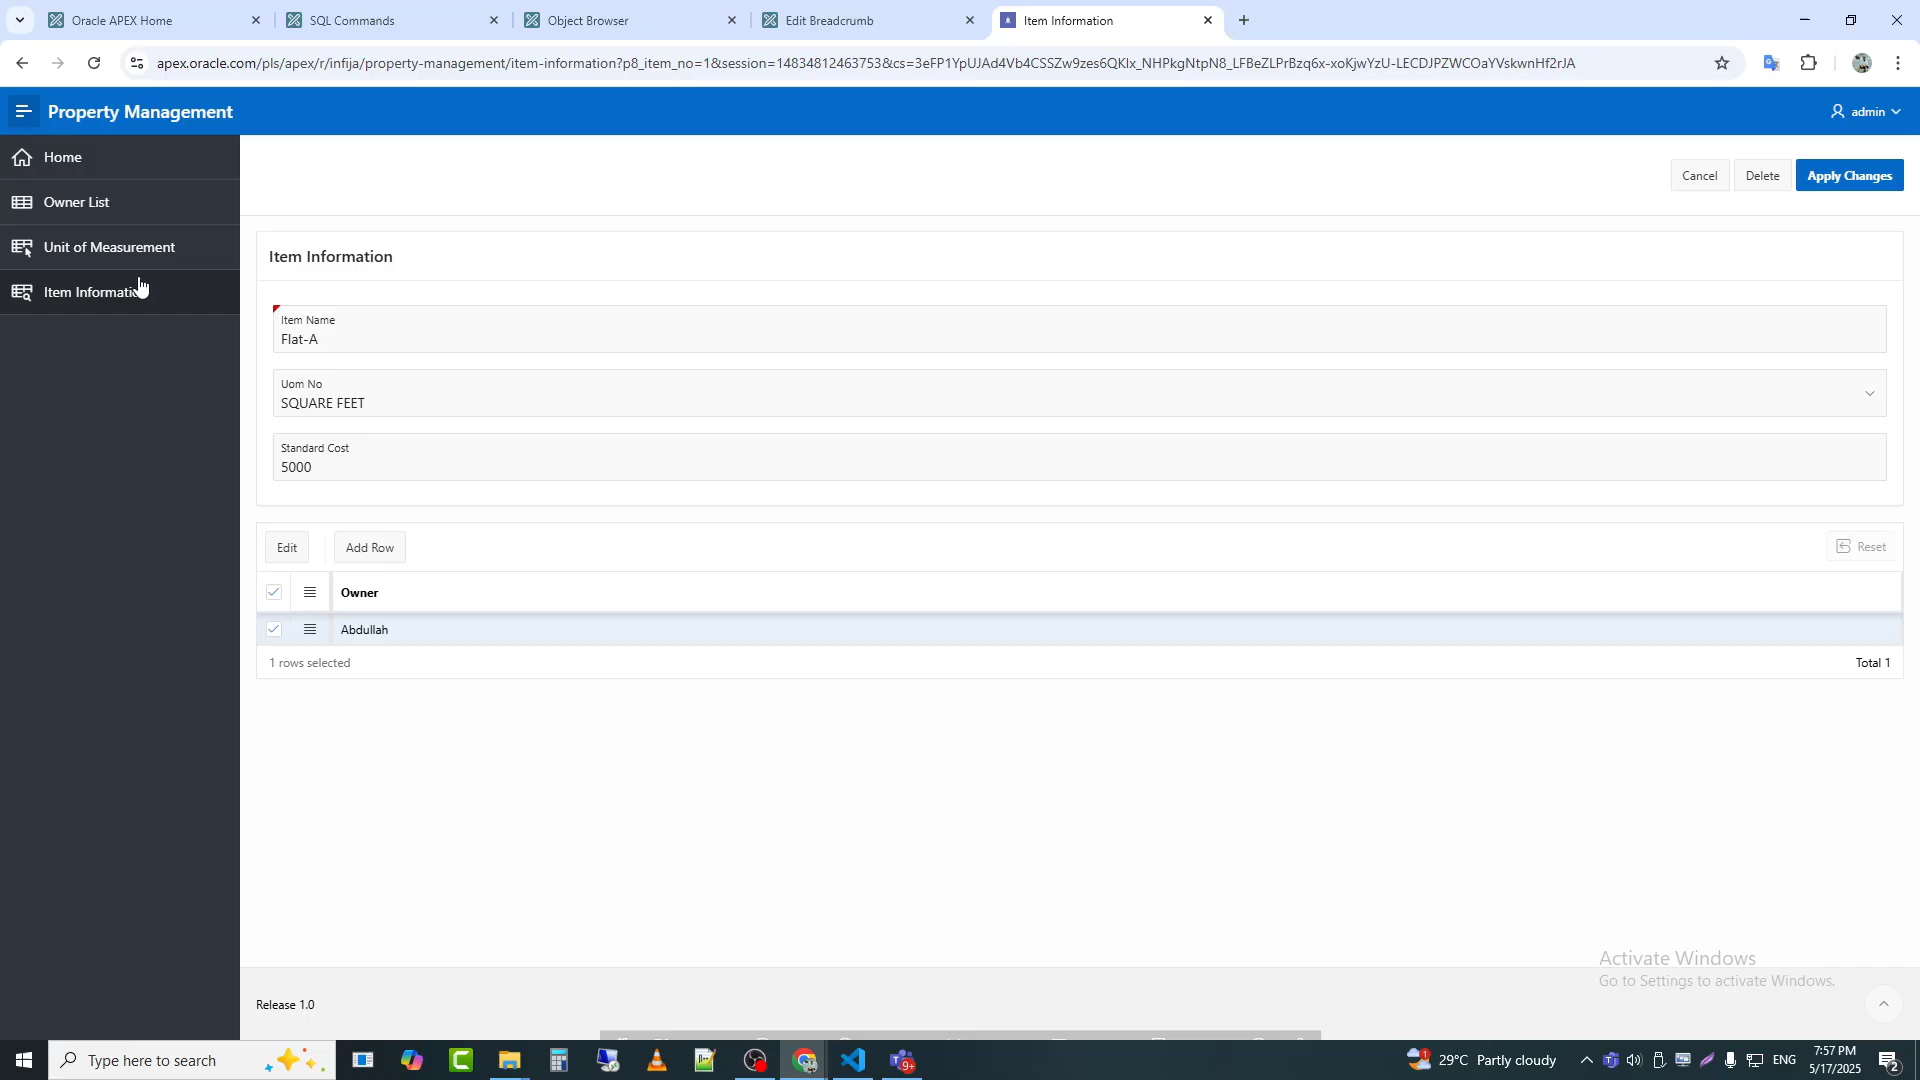 Oracle APEX Home
SQL Commands
Object Browser
Edit Breadcrumb
Item Information
apex.oracle.com/pls/apex/r/infija/property-management/item-information?p8_item_no=1&session=14834812463753&cs=3eFP1YpUJAd4Vb4CSSZw9zes6QKlx_NHPkgNtpN8_LFBeZLPrBzq6x-xoKjwYzU-LECDJPZWCOaYVskwnHf2rJA
Property Management
admin
Home
Owner List
Unit of Measurement
Item Information
Cancel
Delete
Apply Changes
Item Information
Item Name
Flat-A
Uom No
SQUARE FEET
Standard Cost
5000
Edit
Add Row
Reset
Owner
Abdullah
1 rows selected
Total 1
Activate Windows
Go to Settings to activate Windows.
Release 1.0
Type here to search
9+
1
29°C Partly cloudy
ENG
7:57 PM
5/17/2025
2